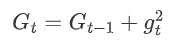 $G_t = G_{t-1} + g_t^2$